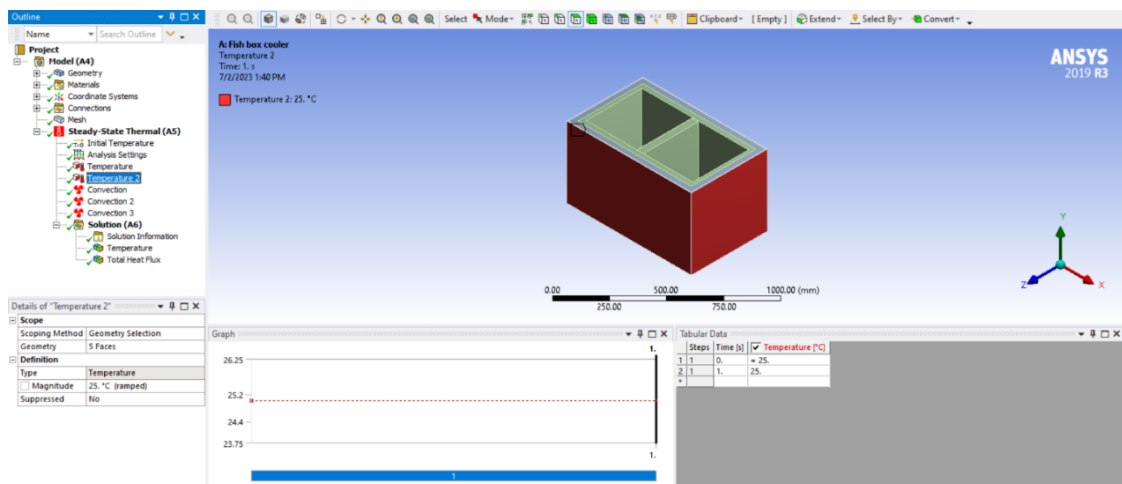 Outline
Name
Search Outline
Project
Model (A4)
Geometry
Materials
Coordinate Systems
Connections
Mesh
Steady-State Thermal (A5)
Initial Temperature
Analysis Settings
Temperature
Temperature 2
Convection
Convection 2
Convection 3
Solution (A6)
Solution Information
Temperature
Total Heat Flux
Details of "Temperature 2"
Scope
Scoping Method Geometry Selection
Geometry 5 Faces
Definition
Type Temperature
Magnitude 25. °C (ramped)
Suppressed No
Select Mode Clipboard [ Empty ] Extend Select By Convert
A: Fish box cooler
Temperature 2
Time: 1. s
7/2/2023 1:40 PM
Temperature 2: 25. °C
ANSYS
2019 R3
Y
Z
X
0.00 500.00 1000.00 (mm)
250.00 750.00
Graph
1.
26.25
25.2
24.4
23.75
1.
1
Tabular Data
Steps Time [s] Temperature [°C]
1 1 0. = 25.
2 1 1. 25.
*